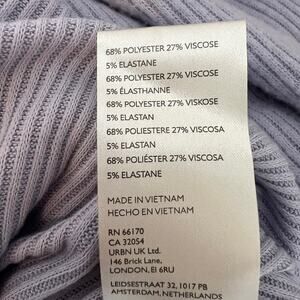 68% POLYESTER 27% VISCOSE
5% ELASTANE
68% POLYESTER 27% VISCOSE
5% ÉLASTHANNE
68% POLYESTER 27% VISKOSE
5% ELASTAN
68% POLIESTERE 27% VISCOSA
5% ELASTAN
68% POLIÉSTER 27% VISCOSA
5% ELASTANE
MADE IN VIETNAM
HECHO EN VIETNAM
RN 66170
CA 32054
URBN UK Ltd.
146 Brick Lane,
LONDON, E1 6RU
LEIDSESTRAAT 32, 1017 PB
AMSTERDAM, NETHERLANDS